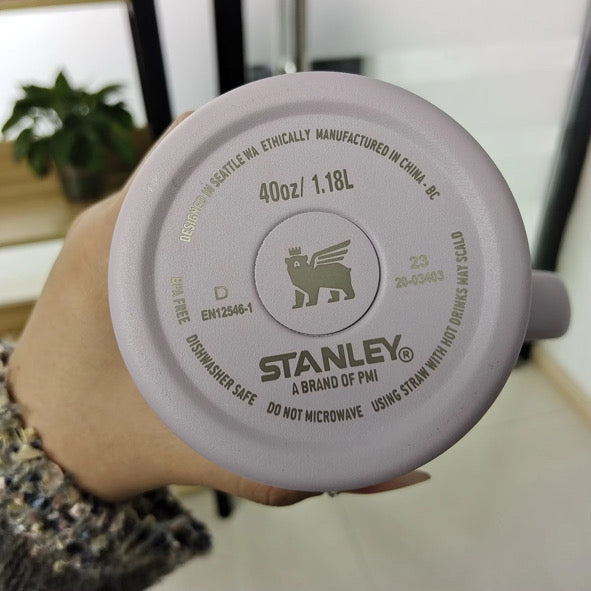 DESIGNED IN SEATTLE WA ETHICALLY MANUFACTURED IN CHINA - BC
40oz/ 1.18L
23
20-03403
D
EN12546-1
STANLEY®
A BRAND OF PMI
BPA FREE DISHWASHER SAFE DO NOT MICROWAVE USING STRAW WITH HOT DRINKS MAY SCALD